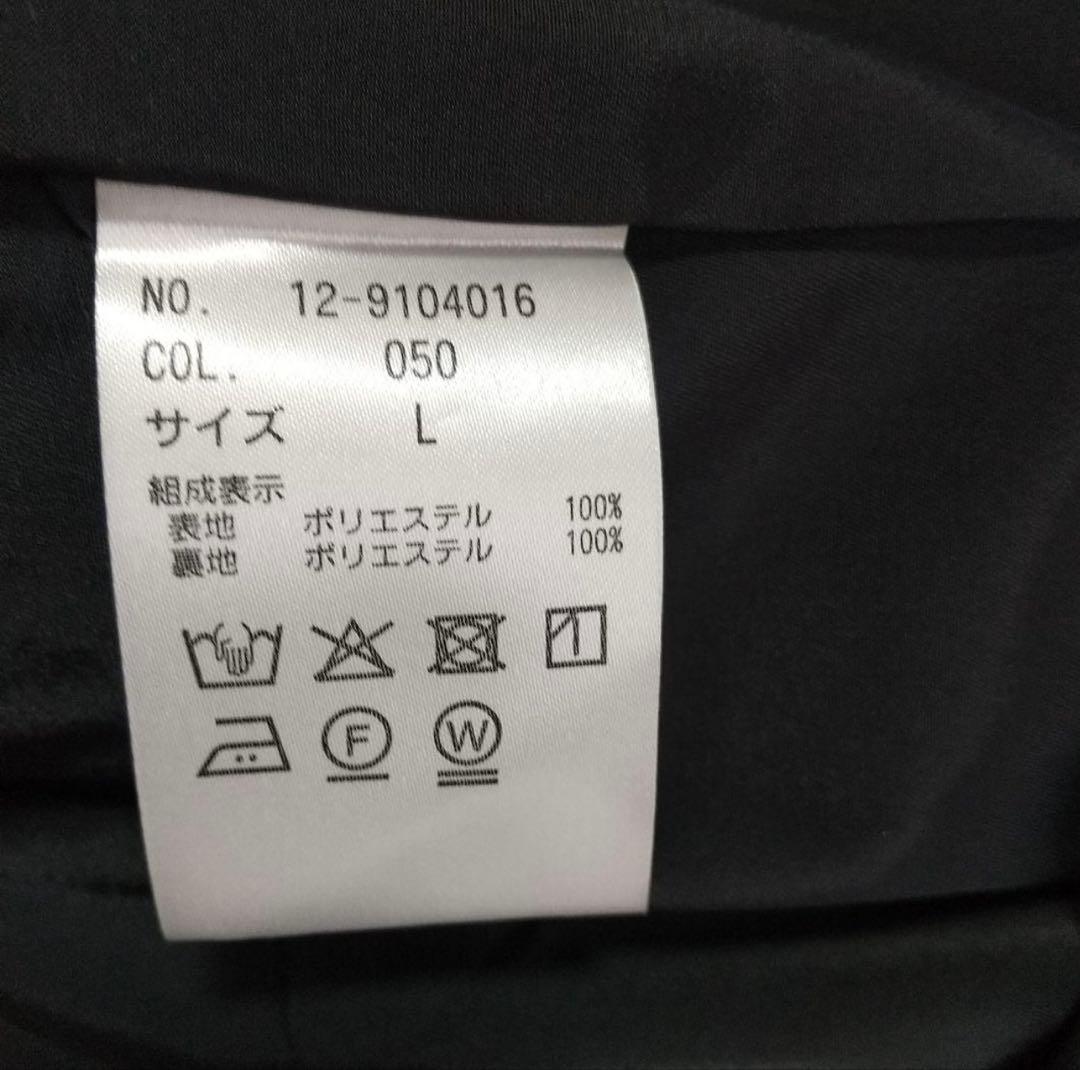 NO. 12-9104016
COL. 050
サイズ L
組成表示
表地 ポリエステル 100%
裏地 ポリエステル 100%
F W